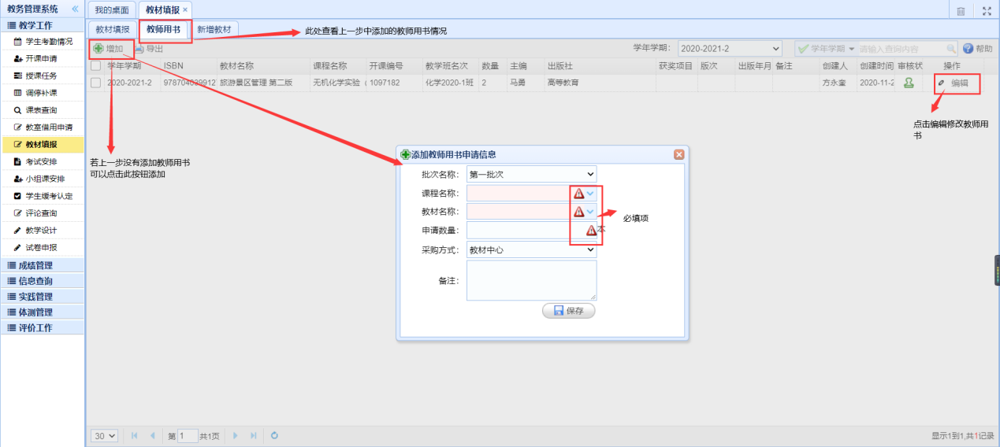 教务管理系统 «
我的桌面 教材填报 ×
教学工作
教材填报 教师用书 新增教材
此处查看上一步中添加的教师用书情况
学生考勤情况
增加 导出
学年学期: 2020-2021-2 学年学期 请输入查询内容 帮助
开课申请
学年学期 ISBN 教材名称 课程名称 开课编号 教学班名次 数量 主编 出版社 获奖项目 版次 出版年月 备注 创建人 创建时间 审核状 操作
授课任务
2020-2021-2 978704039912 旅游景区管理 第二版 无机化学实验 ( 1097182 化学2020-1班 2 马勇 高等教育 方永奎 2020-11-2 编辑
调停补课
课表查询
教室借用申请
点击编辑修改教师用
书
教材填报
考试安排
若上一步没有添加教师用书
可以点击此按钮添加
小组课安排
学生缓考认定
评论查询
教学设计
试卷申报
成绩管理
信息查询
实践管理
体测管理
评价工作
添加教师用书申请信息
批次名称: 第一批次
课程名称:
教材名称:
必填项
申请数量: 本
采购方式: 教材中心
备注:
保存
30 第 1 共1页
显示1到1,共1记录